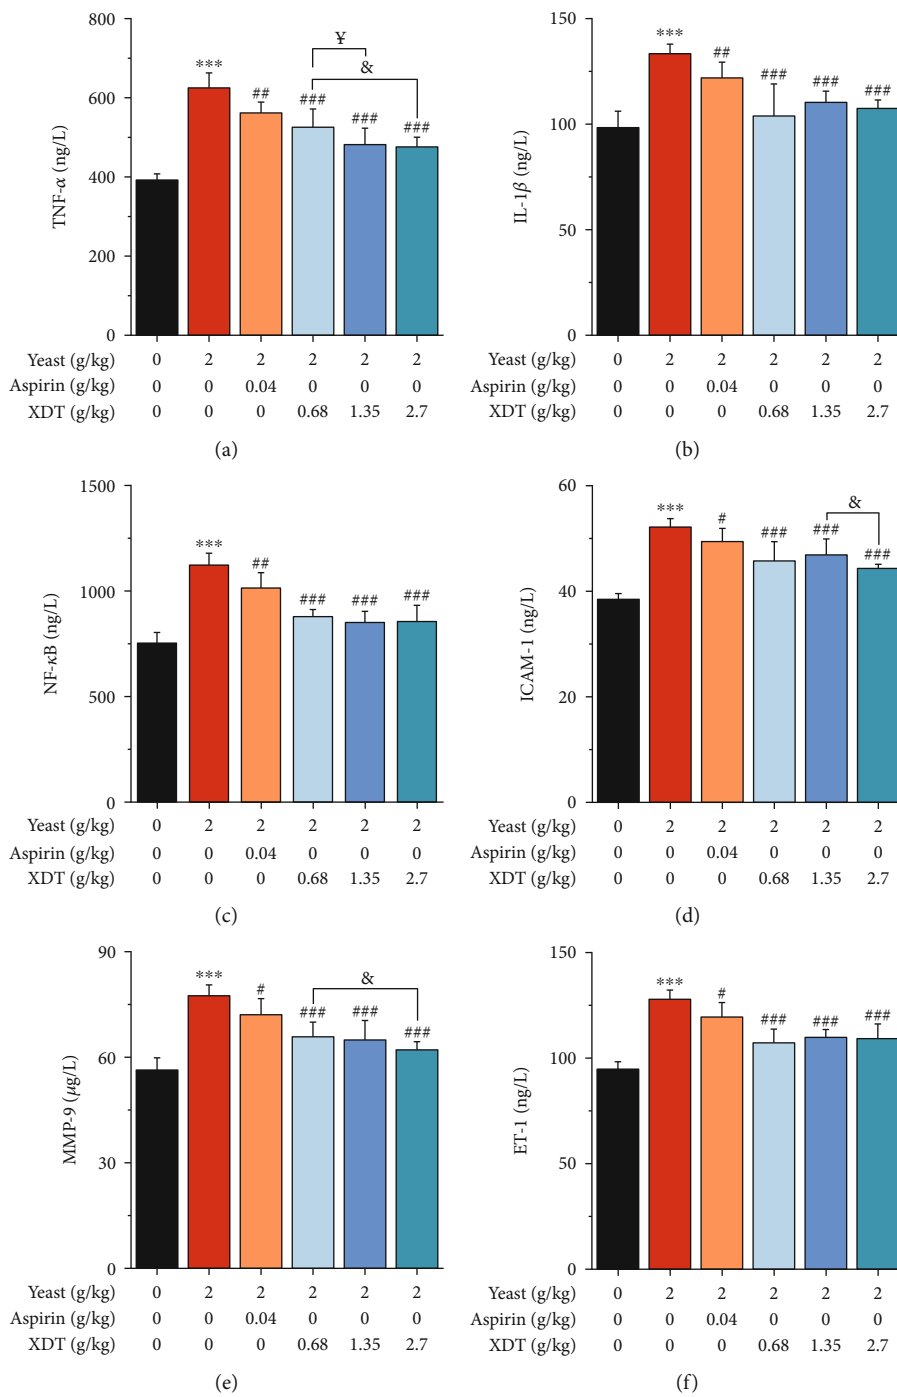 800
600
400
200
0
TNF-α (ng/L)
***
##
###
###
###
¥
&
Yeast (g/kg) 0 2 2 2 2 2
Aspirin (g/kg) 0 0 0.04 0 0 0
XDT (g/kg) 0 0 0 0.68 1.35 2.7
(a)
150
100
50
0
IL-1β (ng/L)
***
##
###
###
###
Yeast (g/kg) 0 2 2 2 2 2
Aspirin (g/kg) 0 0 0.04 0 0 0
XDT (g/kg) 0 0 0 0.68 1.35 2.7
(b)
1500
1000
500
0
NF-κB (ng/L)
***
##
###
###
###
Yeast (g/kg) 0 2 2 2 2 2
Aspirin (g/kg) 0 0 0.04 0 0 0
XDT (g/kg) 0 0 0 0.68 1.35 2.7
(c)
60
40
20
0
ICAM-1 (ng/L)
***
#
###
###
###
&
Yeast (g/kg) 0 2 2 2 2 2
Aspirin (g/kg) 0 0 0.04 0 0 0
XDT (g/kg) 0 0 0 0.68 1.35 2.7
(d)
90
60
30
0
MMP-9 (μg/L)
***
#
###
###
###
&
Yeast (g/kg) 0 2 2 2 2 2
Aspirin (g/kg) 0 0 0.04 0 0 0
XDT (g/kg) 0 0 0 0.68 1.35 2.7
(e)
150
100
50
0
ET-1 (ng/L)
***
#
###
###
###
Yeast (g/kg) 0 2 2 2 2 2
Aspirin (g/kg) 0 0 0.04 0 0 0
XDT (g/kg) 0 0 0 0.68 1.35 2.7
(f)